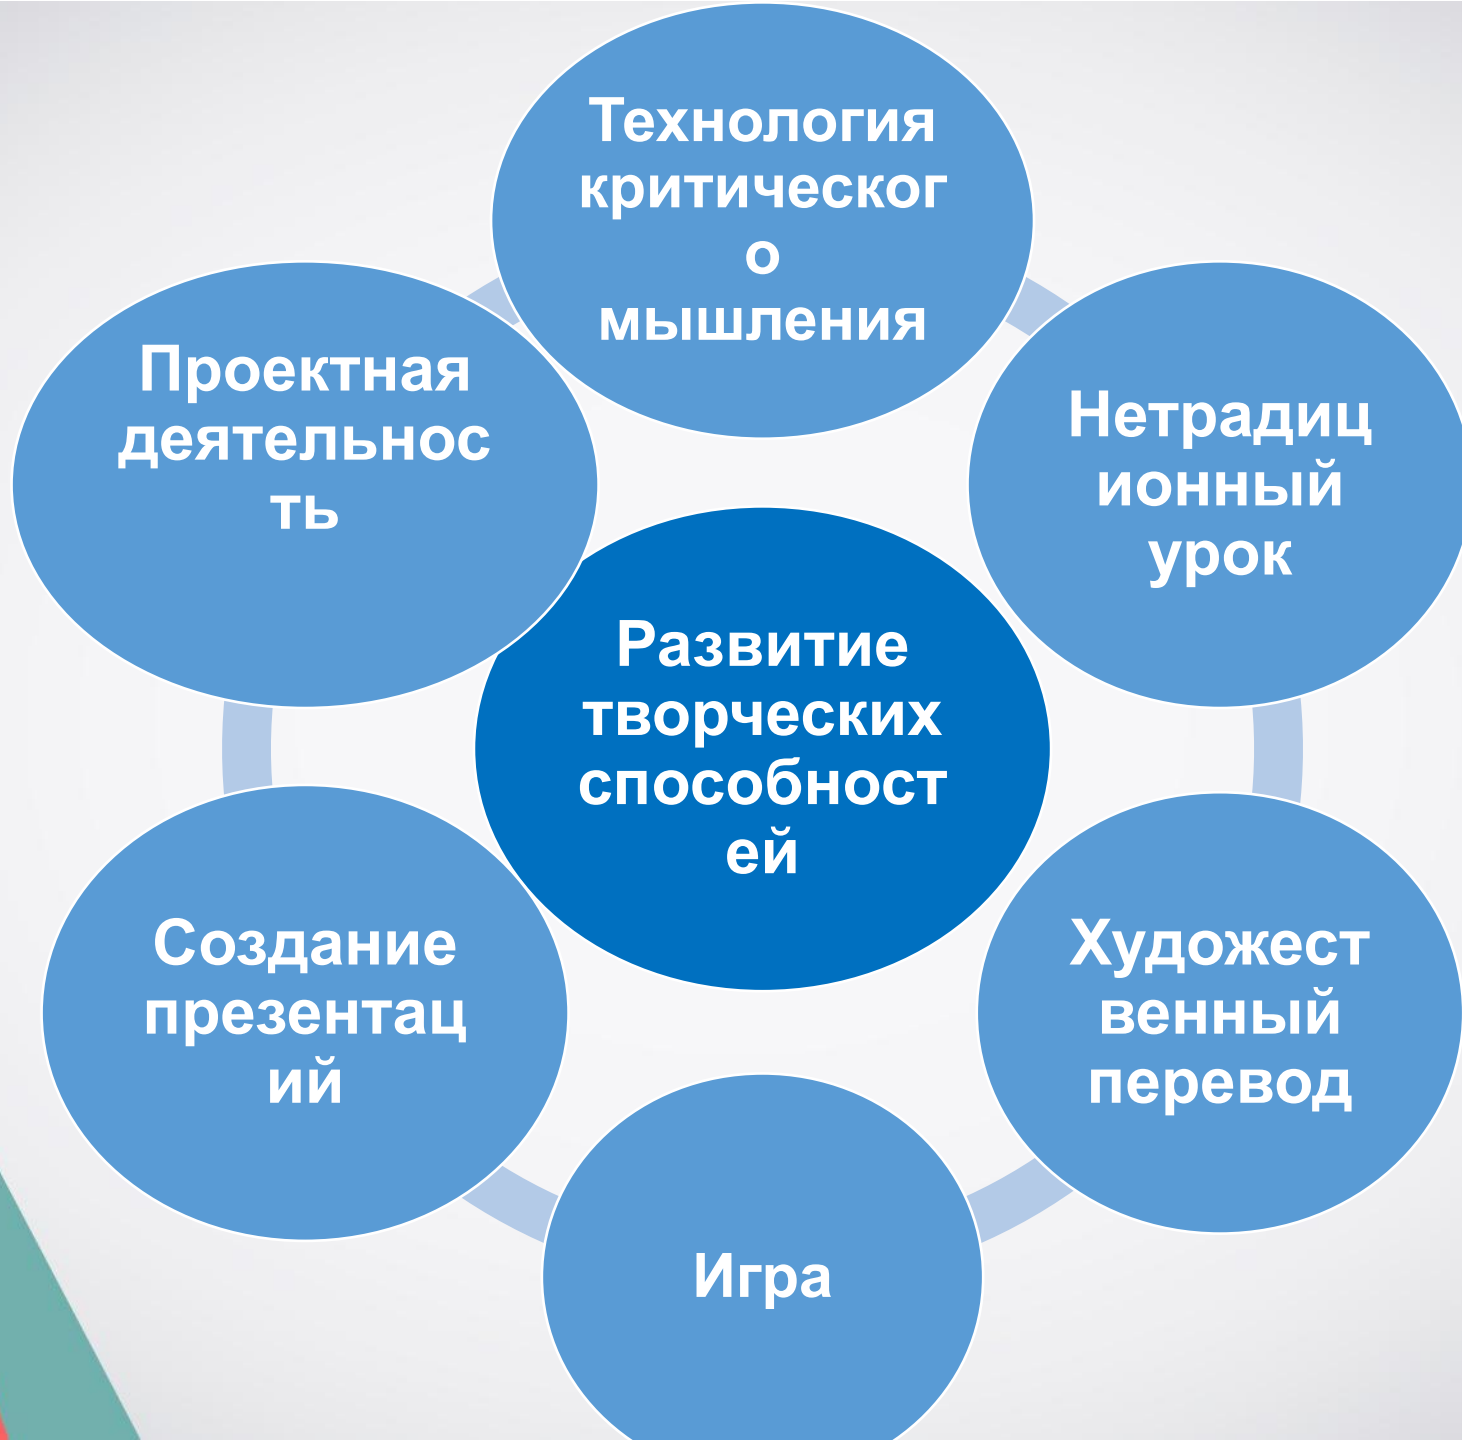 Технология
критическог
о
мышления
Нетрадиц
ионный
урок
Художест
венный
перевод
Игра
Создание
презентац
ий
Проектная
деятельнос
ть
Развитие
творческих
способност
ей